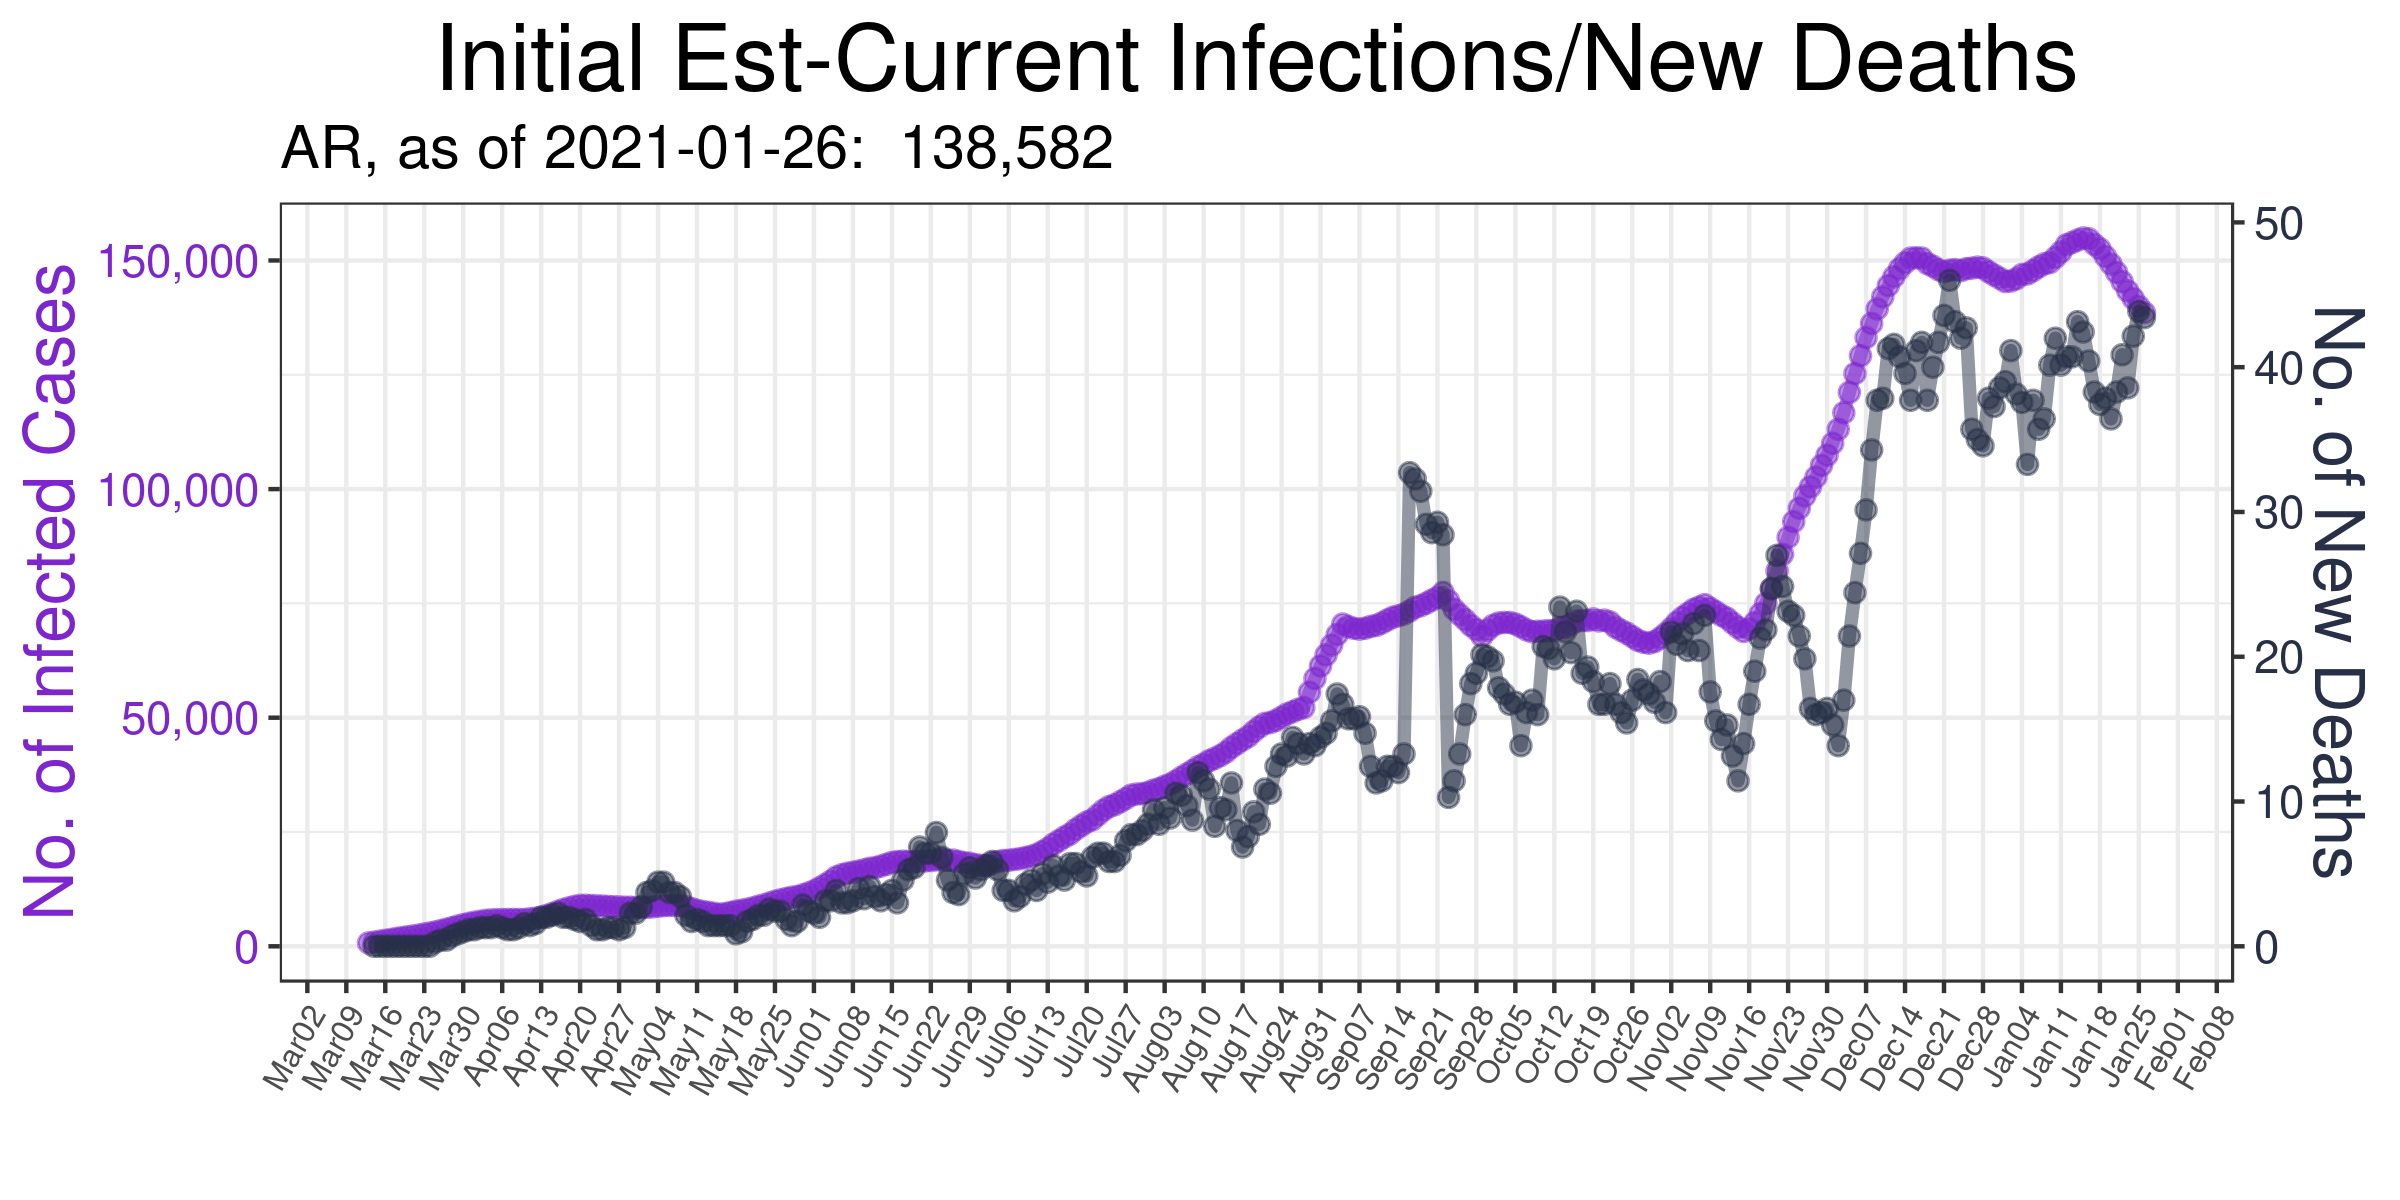 Initial Est-Current Infections/New Deaths
AR, as of 2021-01-26:  138,582
No. of Infected Cases
150,000
100,000
50,000
0
50
40
30
20
10
0
No. of New Deaths
Mar02
Mar09
Mar16
Mar23
Mar30
Apr06
Apr13
Apr20
Apr27
May04
May11
May18
May25
Jun01
Jun08
Jun15
Jun22
Jun29
Jul06
Jul13
Jul20
Jul27
Aug03
Aug10
Aug17
Aug24
Aug31
Sep07
Sep14
Sep21
Sep28
Oct05
Oct12
Oct19
Oct26
Nov02
Nov09
Nov16
Nov23
Nov30
Dec07
Dec14
Dec21
Dec28
Jan04
Jan11
Jan18
Jan25
Feb01
Feb08